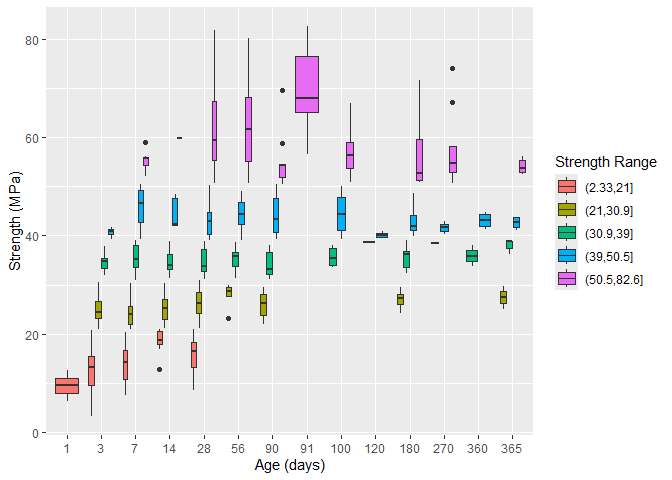 80
60
40
20
0
Strength (MPa)
1 3 7 14 28 56 90 91 100 120 180 270 360 365
Age (days)
Strength Range
(2.33,21]
(21,30.9]
(30.9,39]
(39,50.5]
(50.5,82.6]